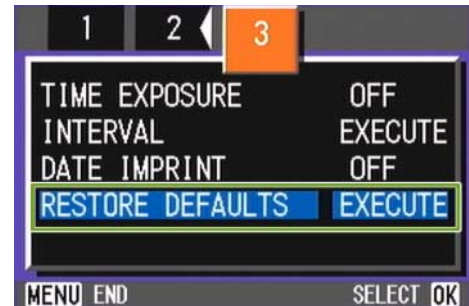 1 2 3
TIME EXPOSURE OFF
INTERVAL EXECUTE
DATE IMPRINT OFF
RESTORE DEFAULTS EXECUTE
MENU END SELECT OK